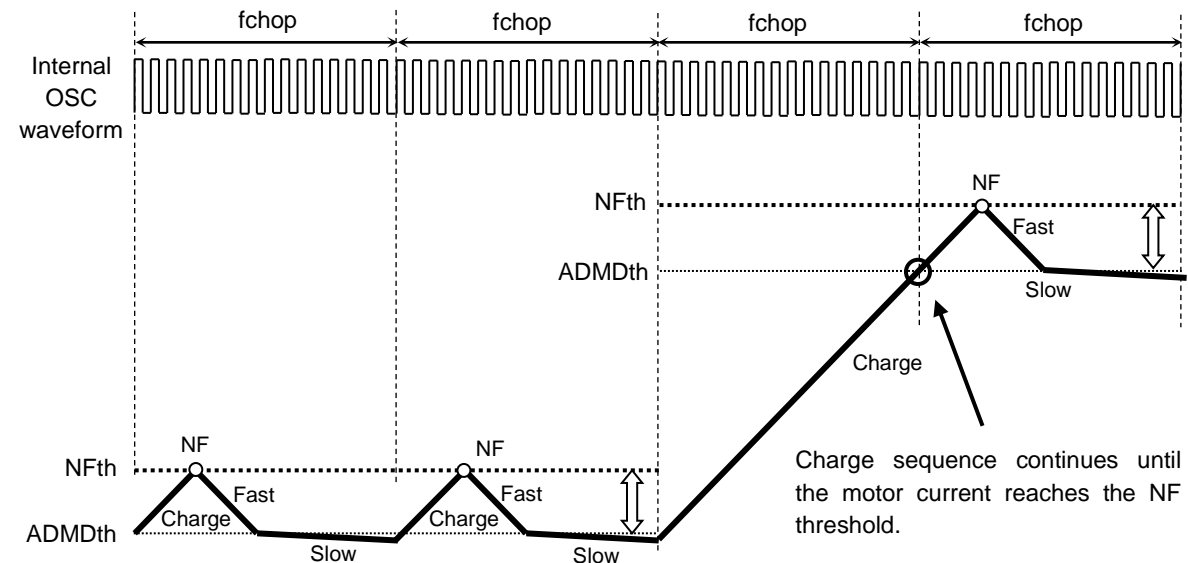 fchop fchop fchop fchop
Internal
OSC
waveform
NF
NFth
Fast
ADMDth
Slow
Charge
NF NF
NFth
Fast Fast
Charge Charge
ADMDth
Slow Slow
Charge sequence continues until
the motor current reaches the NF
threshold.